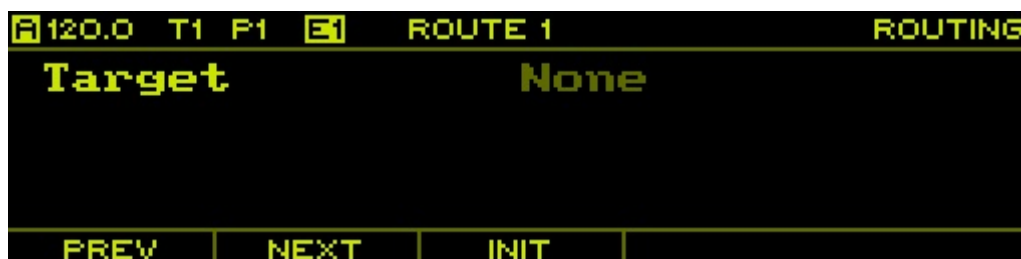 A 120.0 T1 P1 E1 ROUTE 1 ROUTING
Target None
PREV NEXT INIT